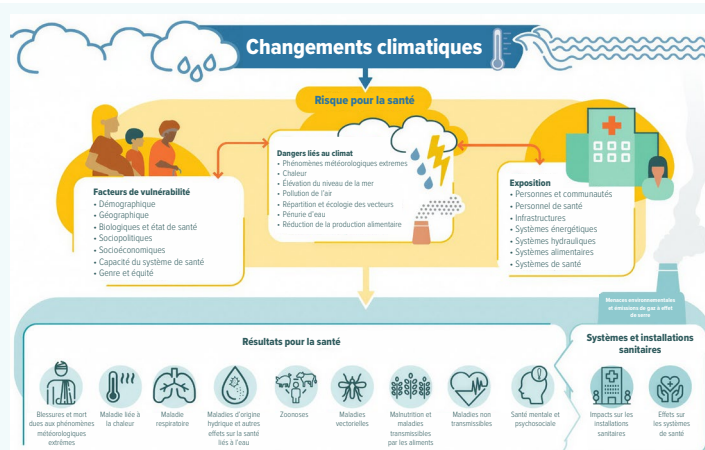 Changements climatiques
Risque pour la santé
Facteurs de vulnérabilité
• Démographique
• Géographique
• Biologiques et état de santé
• Sociopolitiques
• Socioéconomiques
• Capacité du système de santé
• Genre et équité
Dangers liés au climat
• Phénomènes météorologiques extremes
• Chaleur
• Élévation du niveau de la mer
• Pollution de l'air
• Répartition et écologie des vecteurs
• Pénurie d'eau
• Réduction de la production alimentaire
Exposition
• Personnes et communautés
• Personnel de santé
• Infrastructures
• Systèmes énergétiques
• Systèmes hydrauliques
• Systèmes alimentaires
• Systèmes de santé
environnementales
et émissions de gaz à effet
de serre
Résultats pour la santé
Blessures et mort
dues aux phénomènes
météorologiques
extrêmes
Maladie liée à
la chaleur
Maladie
respiratoire
Maladies d'origine
hydrique et autres
effets sur la santé
liés à l'eau
Zoonoses
Maladies
vectorielles
Malnutrition et
maladies
transmissibles
par les aliments
Maladies non
transmissibles
Santé mentale et
psychosociale
Systèmes et installations
sanitaires
Impacts sur les
installations
sanitaires
Effets sur
les systèmes
de santé